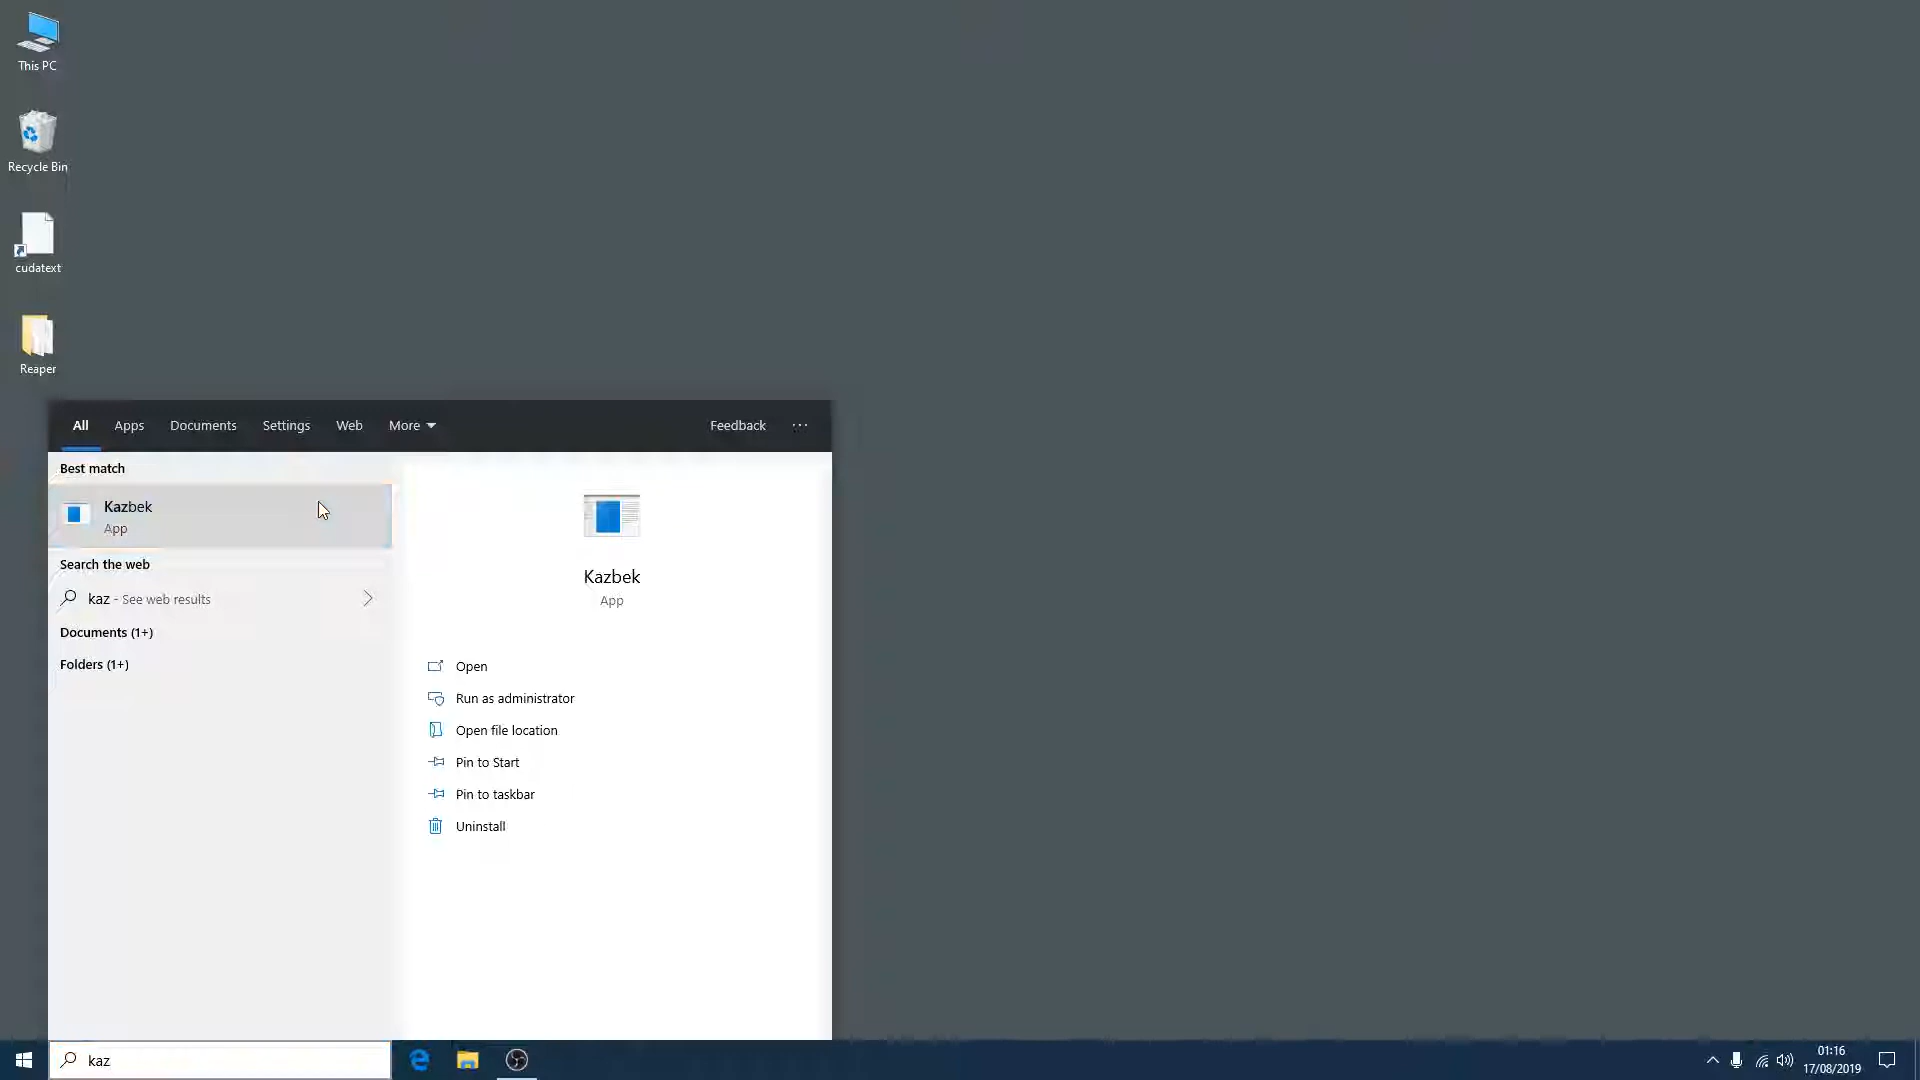 This PC
Recycle Bin
cudatext
Reaper
All Apps Documents Settings Web More Feedback ···
Best match
Kazbek
App
Search the web
kaz - See web results
Documents (1+)
Folders (1+)
Kazbek
App
Open
Run as administrator
Open file location
Pin to Start
Pin to taskbar
Uninstall
kaz
01:16
17/08/2019